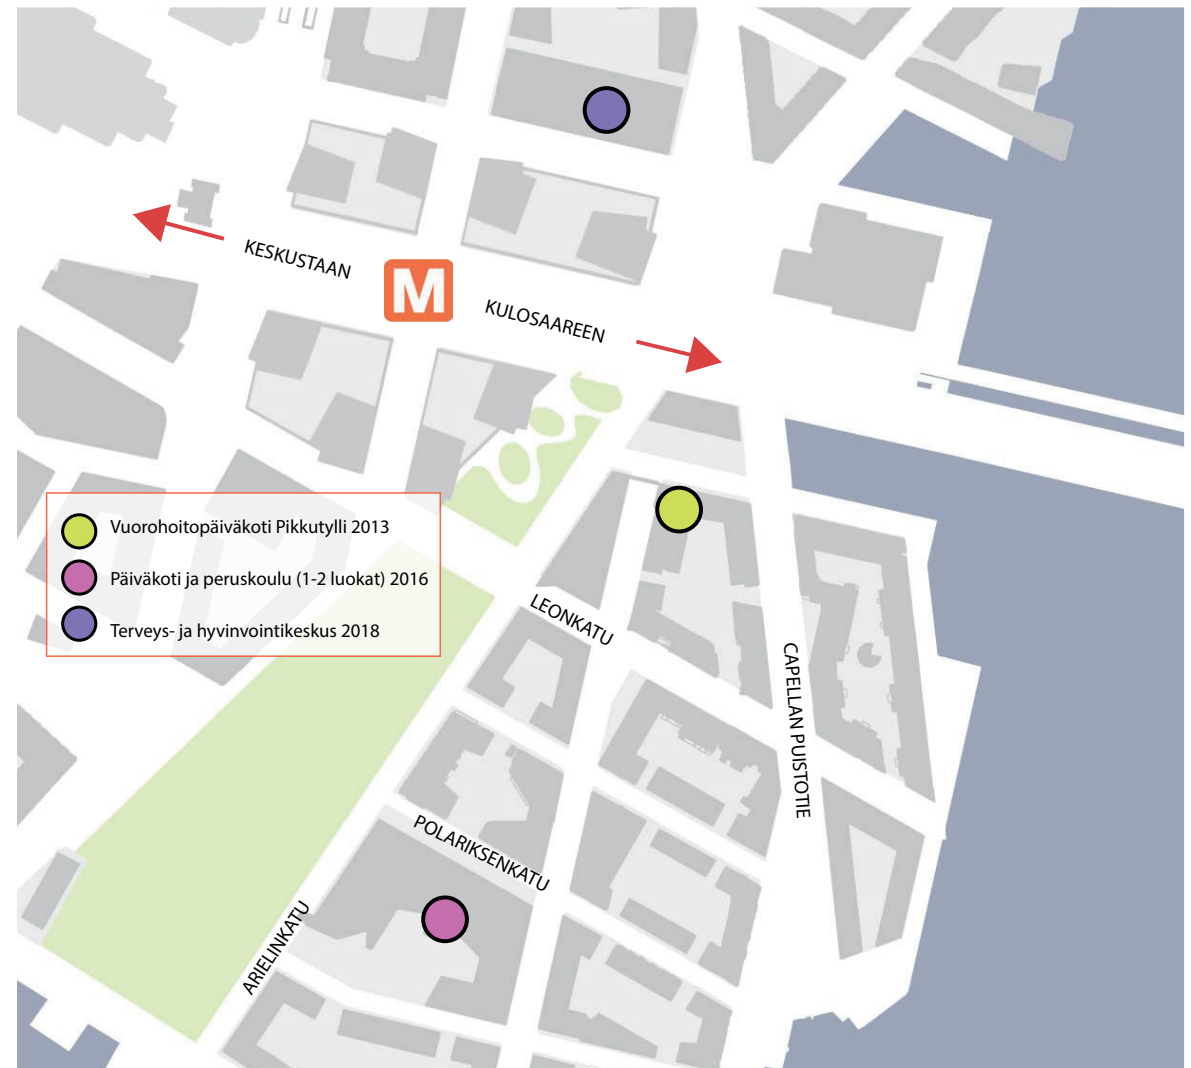 KESKUSTAAN
M
KULOSAAREEN
Vuorohoitopäiväkoti Pikkutylli 2013
Päiväkoti ja peruskoulu (1-2 luokat) 2016
Terveys- ja hyvinvointikeskus 2018
LEONKATU
CAPELLAN PUISTOTIE
POLARIKSENKATU
ARIELINKATU